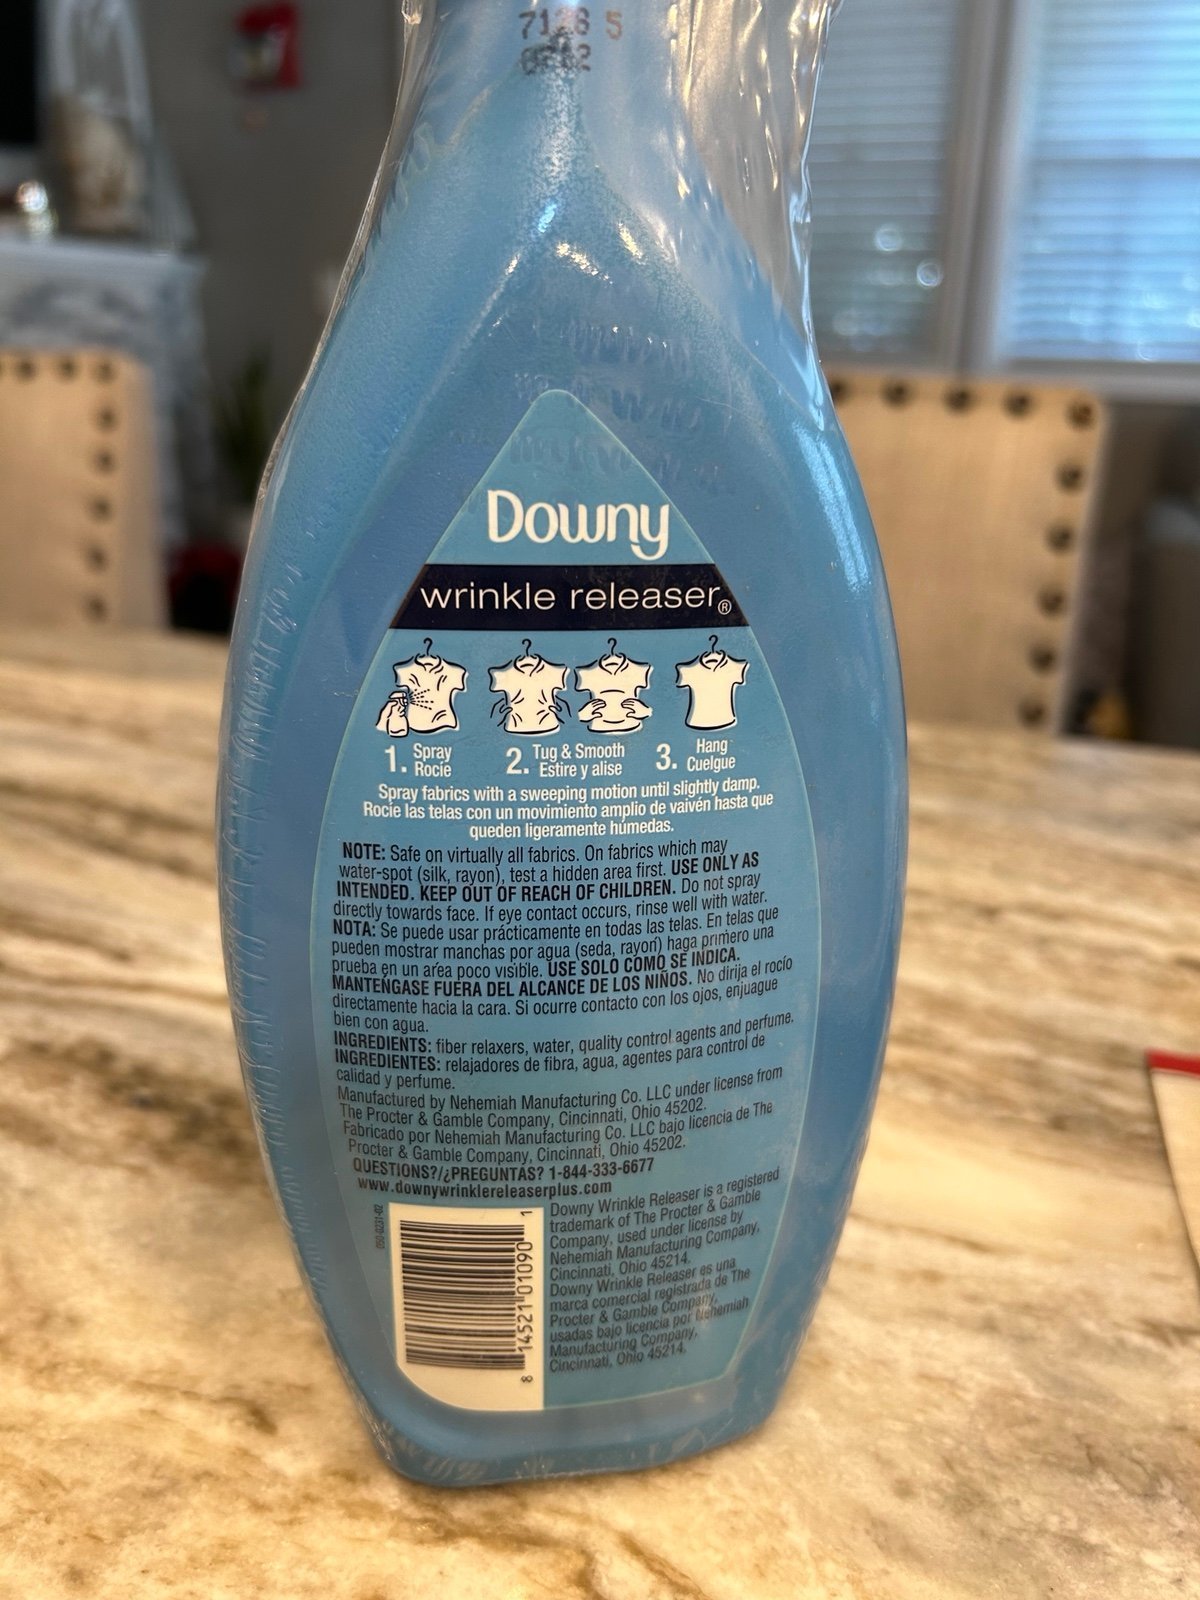 7128 5
Downy
wrinkle releaser®
1. Spray
Rocíe
2. Tug & Smooth
Estire y alise
3. Hang
Cuelgue
Spray fabrics with a sweeping motion until slightly damp.
Rocíe las telas con un movimiento amplio de vaivén hasta que
queden ligeramente húmedas.
NOTE: Safe on virtually all fabrics. On fabrics which may
water-spot (silk, rayon), test a hidden area first. USE ONLY AS
INTENDED. KEEP OUT OF REACH OF CHILDREN. Do not spray
directly towards face. If eye contact occurs, rinse well with water.
NOTA: Se puede usar prácticamente en todas las telas. En telas que
pueden mostrar manchas por agua (seda, rayón) haga primero una
prueba en un área poco visible. USE SOLO COMO SE INDICA.
MANTENGASE FUERA DEL ALCANCE DE LOS NIÑOS. No dirija el rocío
directamente hacia la cara. Si ocurre contacto con los ojos, enjuague
bien con agua.
INGREDIENTS: fiber relaxers, water, quality control agents and perfume.
INGREDIENTES: relajadores de fibra, agua, agentes para control de
calidad y perfume.
Manufactured by Nehemiah Manufacturing Co. LLC under license from
The Procter & Gamble Company, Cincinnati, Ohio 45202.
Fabricado por Nehemiah Manufacturing Co. LLC bajo licencia de The
Procter & Gamble Company, Cincinnati, Ohio 45202.
QUESTIONS?/¿PREGUNTAS? 1-844-333-6677
www.downywrinklereleaserplus.com
050-0231-02
8 14521 01090 1
Downy Wrinkle Releaser is a registered
trademark of The Procter & Gamble
Company, used under license by
Nehemiah Manufacturing Company,
Cincinnati, Ohio 45214.
Downy Wrinkle Releaser es una
marca comercial registrada de The
Procter & Gamble Company,
usadas bajo licencia por Nehemiah
Manufacturing Company,
Cincinnati, Ohio 45214.